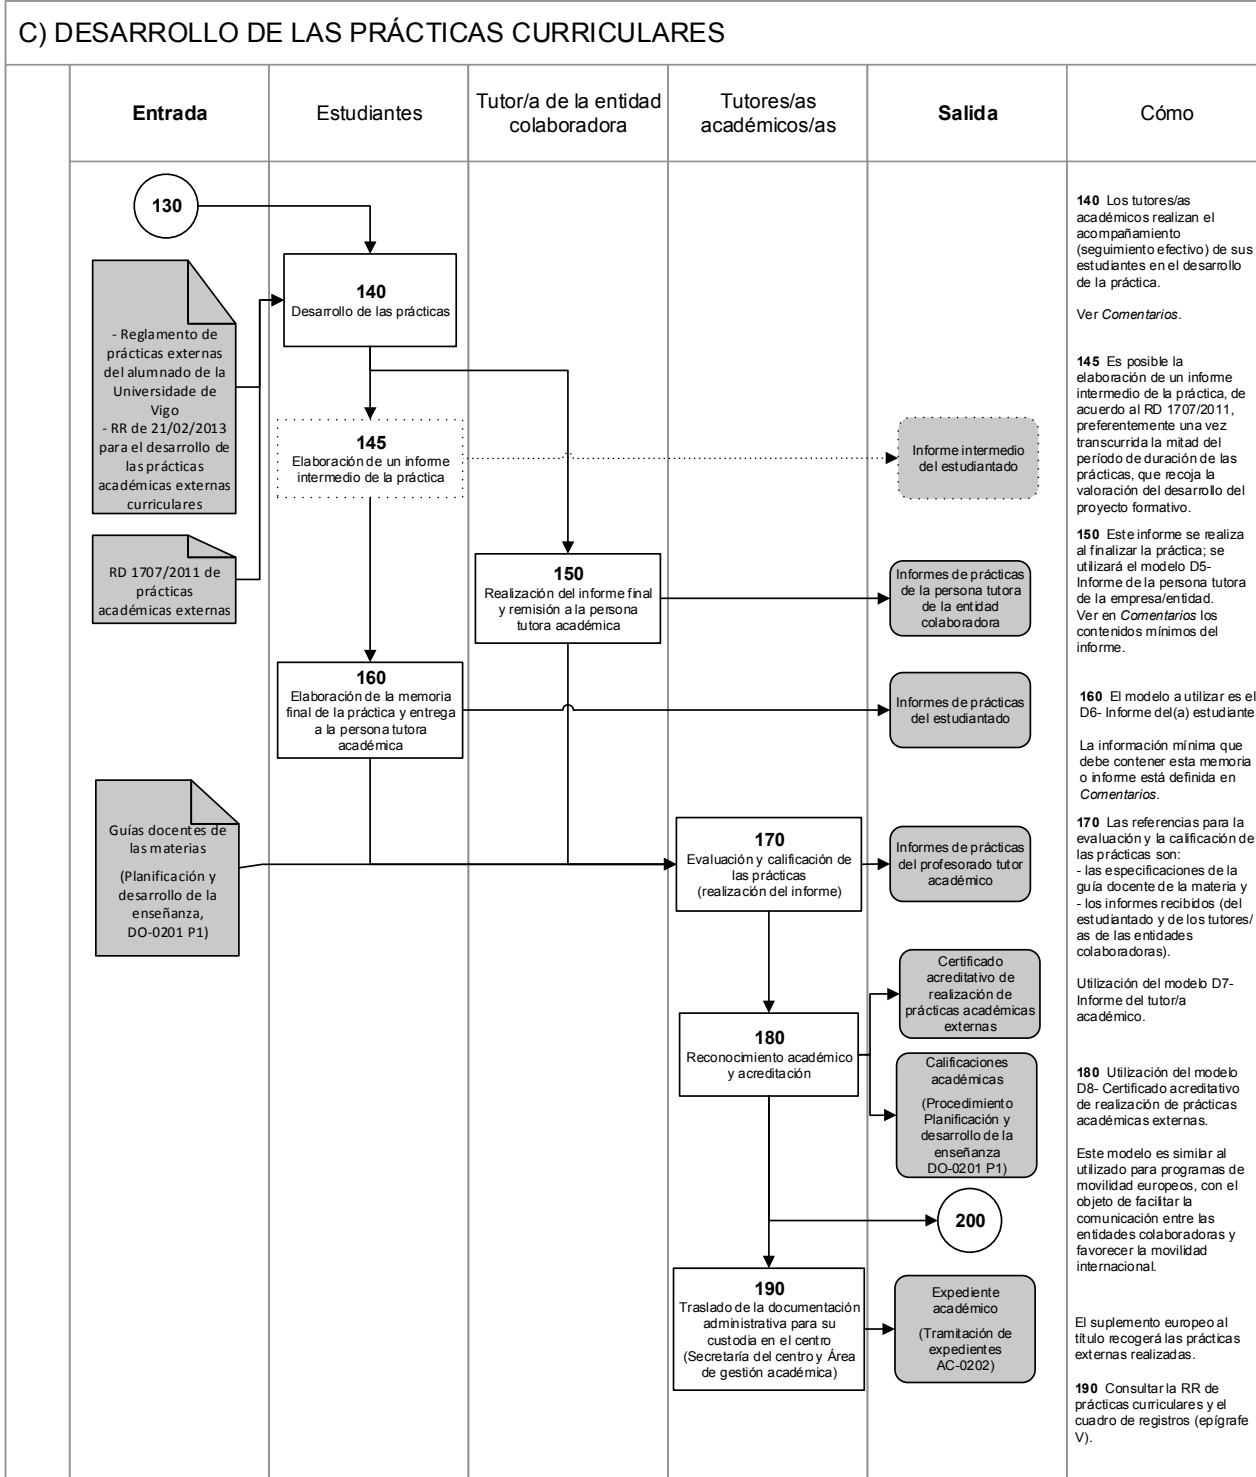 C) DESARROLLO DE LAS PRÁCTICAS CURRICULARES
Entrada
Estudiantes
Tutor/a de la entidad
colaboradora
Tutores/as
académicos/as
Salida
Cómo
130
140
Desarrollo de las prácticas
- Reglamento de
prácticas externas
del alumnado de la
Universidade de
Vigo
- RR de 21/02/2013
para el desarrollo de
las prácticas
académicas externas
curriculares
RD 1707/2011 de
prácticas
académicas externas
145
Elaboración de un informe
intermedio de la práctica
Informe intermedio
del estudiantado
150
Realización del informe final
y remisión a la persona
tutora académica
Informes de prácticas
de la persona tutora
de la entidad
colaboradora
160
Elaboración de la memoria
final de la práctica y entrega
a la persona tutora
académica
Informes de prácticas
del estudiantado
Guías docentes de
las materias
(Planificación y
desarrollo de la
enseñanza,
DO-0201 P1)
170
Evaluación y calificación de
las prácticas
(realización del informe)
Informes de prácticas
del profesorado tutor
académico
180
Reconocimiento académico
y acreditación
Certificado
acreditativo de
realización de
prácticas académicas
externas
Calificaciones
académicas
(Procedimiento
Planificación y
desarrollo de la
enseñanza
DO-0201 P1)
200
190
Traslado de la documentación
administrativa para su
custodia en el centro
(Secretaría del centro y Área
de gestión académica)
Expediente
académico
(Tramitación de
expedientes
AC-0202)
140 Los tutores/as
académicos realizan el
acompañamiento
(seguimiento efectivo) de sus
estudiantes en el desarrollo
de la práctica.
Ver Comentarios.
145 Es posible la
elaboración de un informe
intermedio de la práctica, de
acuerdo al RD 1707/2011,
preferentemente una vez
transcurrida la mitad del
período de duración de las
prácticas, que recoja la
valoración del desarrollo del
proyecto formativo.
150 Este informe se realiza
al finalizar la práctica; se
utilizará el modelo D5-
Informe de la persona tutora
de la empresa/entidad.
Ver en Comentarios los
contenidos mínimos del
informe.
160 El modelo a utilizar es el
D6- Informe del(a) estudiante
La información mínima que
debe contener esta memoria
o informe está definida en
Comentarios.
170 Las referencias para la
evaluación y la calificación de
las prácticas son:
- las especificaciones de la
guía docente de la materia y
- los informes recibidos (del
estudiantado y de los tutores/
as de las entidades
colaboradoras).
Utilización del modelo D7-
Informe del tutor/a
académico.
180 Utilización del modelo
D8- Certificado acreditativo
de realización de prácticas
académicas externas.
Este modelo es similar al
utilizado para programas de
movilidad europeos, con el
objeto de facilitar la
comunicación entre las
entidades colaboradoras y
favorecer la movilidad
internacional.
El suplemento europeo al
título recogerá las prácticas
externas realizadas.
190 Consultar la RR de
prácticas curriculares y el
cuadro de registros (epígrafe
V).